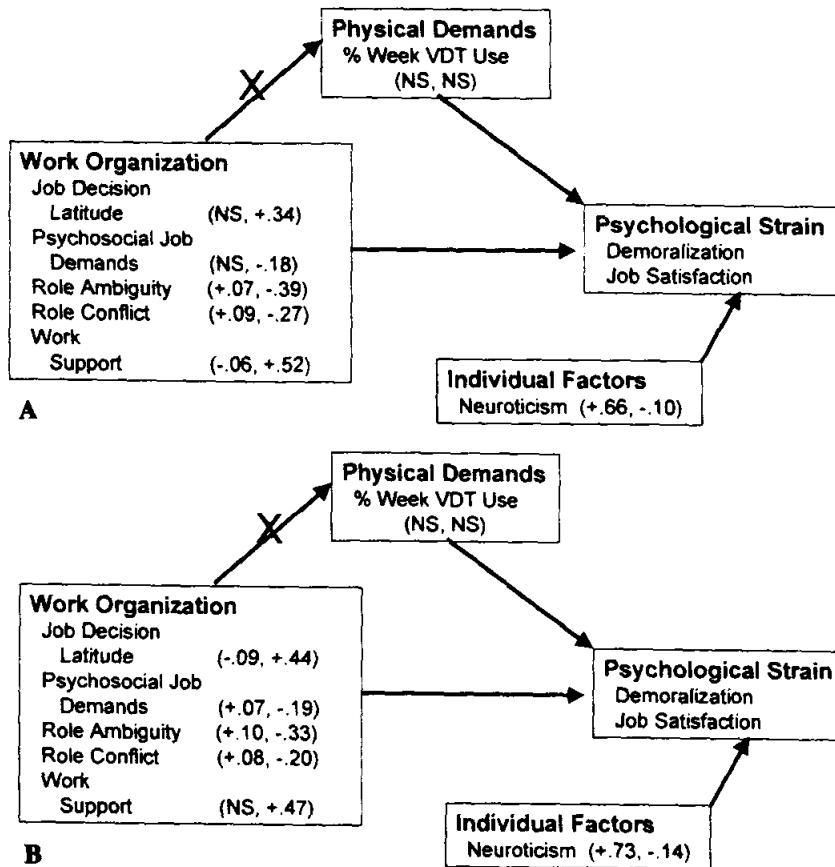 Physical Demands
% Week VDT Use
(NS, NS)
X
Work Organization
Job Decision
Latitude (NS, +.34)
Psychosocial Job
Demands (NS, -.18)
Role Ambiguity (+.07, -.39)
Role Conflict (+.09, -.27)
Work
Support (-.06, +.52)
Psychological Strain
Demoralization
Job Satisfaction
Individual Factors
Neuroticism (+.66, -.10)
A
Physical Demands
% Week VDT Use
(NS, NS)
X
Work Organization
Job Decision
Latitude (-.09, +.44)
Psychosocial Job
Demands (+.07, -.19)
Role Ambiguity (+.10, -.33)
Role Conflict (+.08, -.20)
Work
Support (NS, +.47)
Psychological Strain
Demoralization
Job Satisfaction
Individual Factors
Neuroticism (+.73, -.14)
B